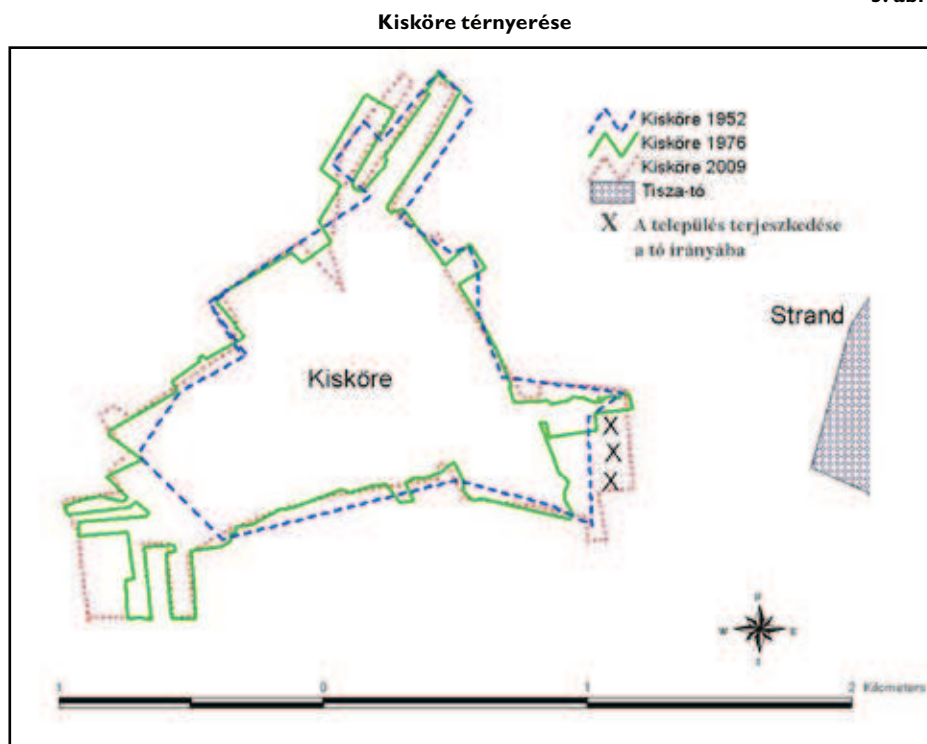 Kisköre térnyerése
Kisköre 1952
Kisköre 1976
Kisköre 2009
Tisza-tó
X A település terjeszkedése
a tó irányába
Strand
Kisköre
X
X
X
W E
1 0 1 2 Kilometers